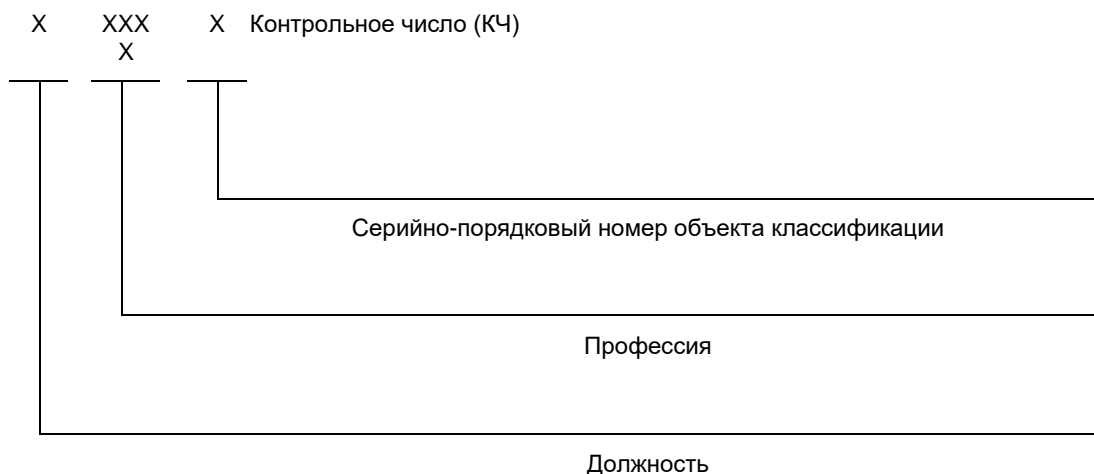 X XXX X Контрольное число (КЧ)
X
Серийно-порядковый номер объекта классификации
Профессия
Должность